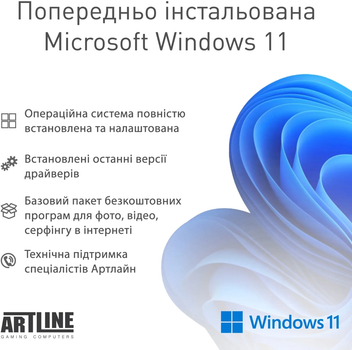 Попередньо інстальована
Microsoft Windows 11
Операційна система повністю
встановлена та налаштована
Встановлені останні версії
драйверів
Базовий пакет безкоштовних
програм для фото, відео,
серфінгу в інтернеті
Технічна підтримка
спеціалістів Артлайн
ARTLINE
GAMING COMPUTERS
Windows 11